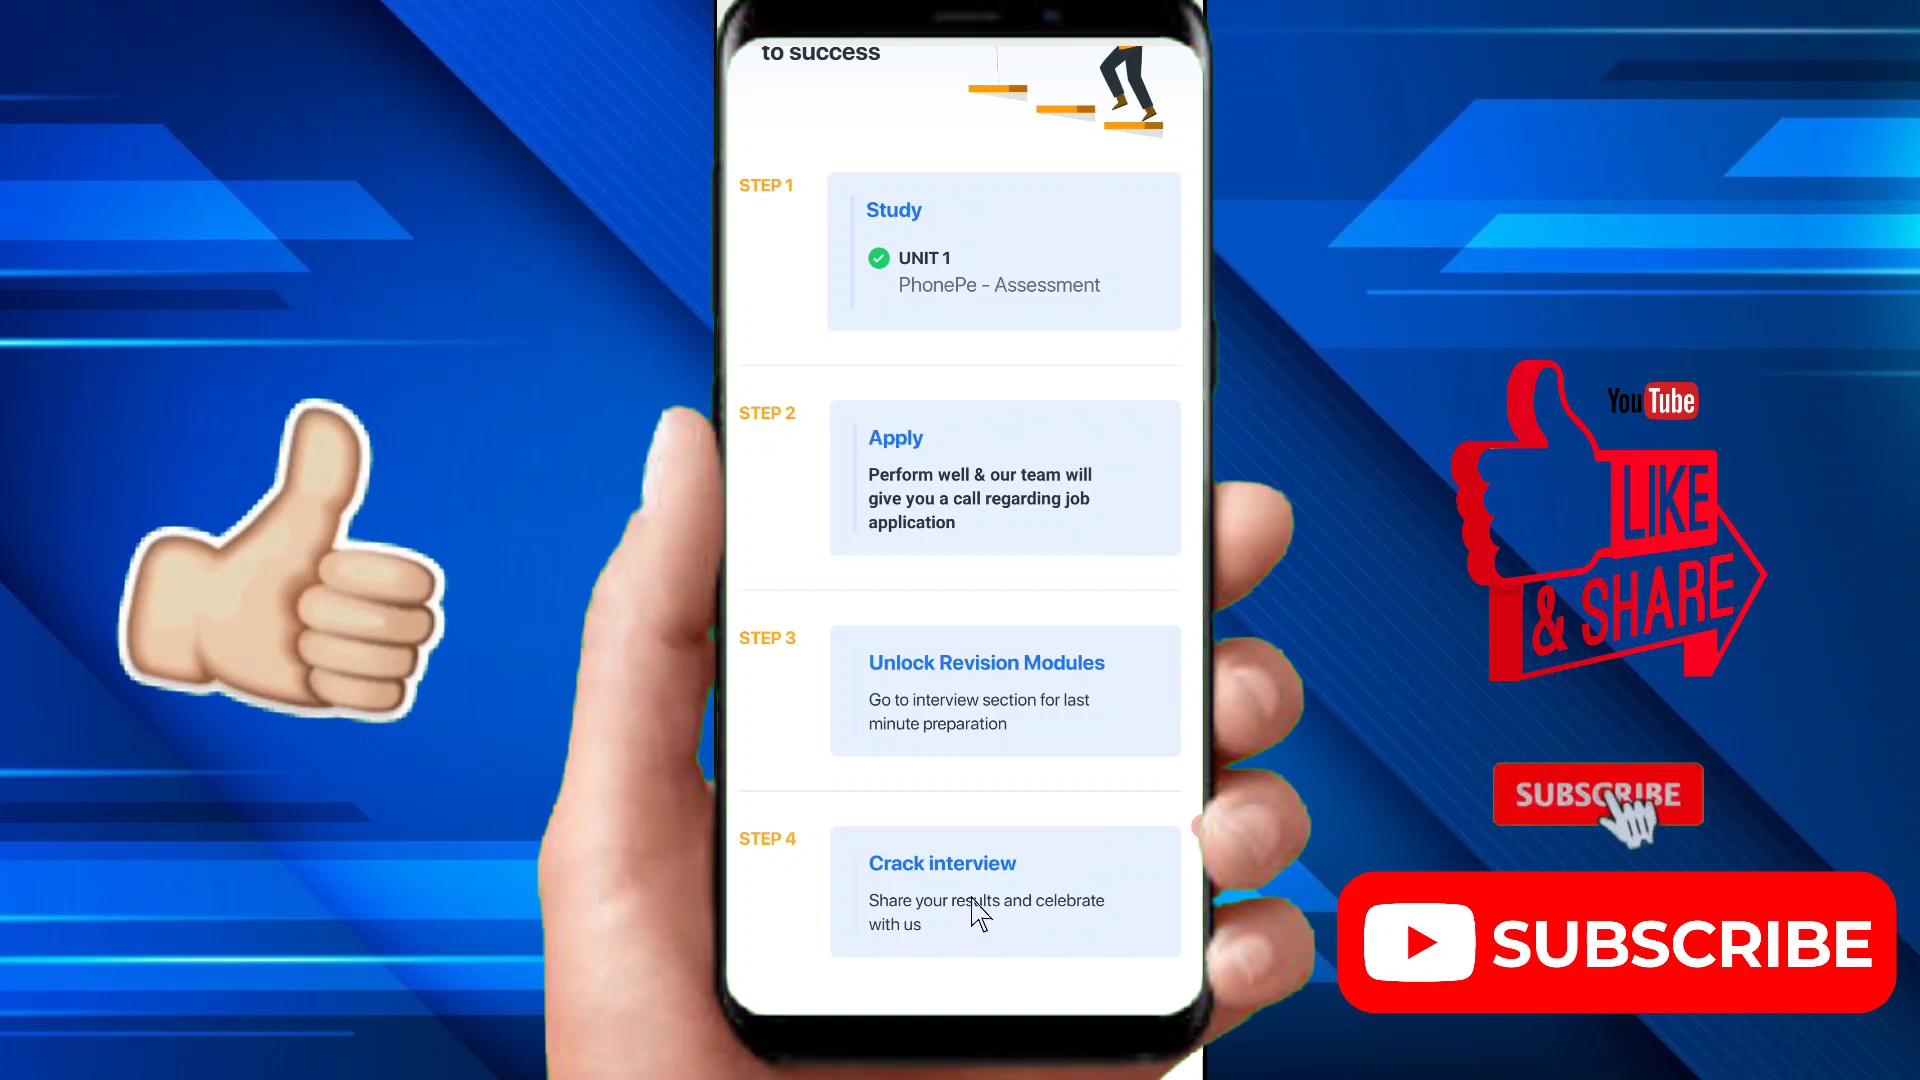 to success
STEP 1
Study
UNIT 1
PhonePe - Assessment
STEP 2
Apply
Perform well & our team will
give you a call regarding job
application
STEP 3
Unlock Revision Modules
Go to interview section for last
minute preparation
STEP 4
Crack interview
Share your results and celebrate
with us
YouTube
LIKE
& SHARE
SUBSCRIBE
SUBSCRIBE